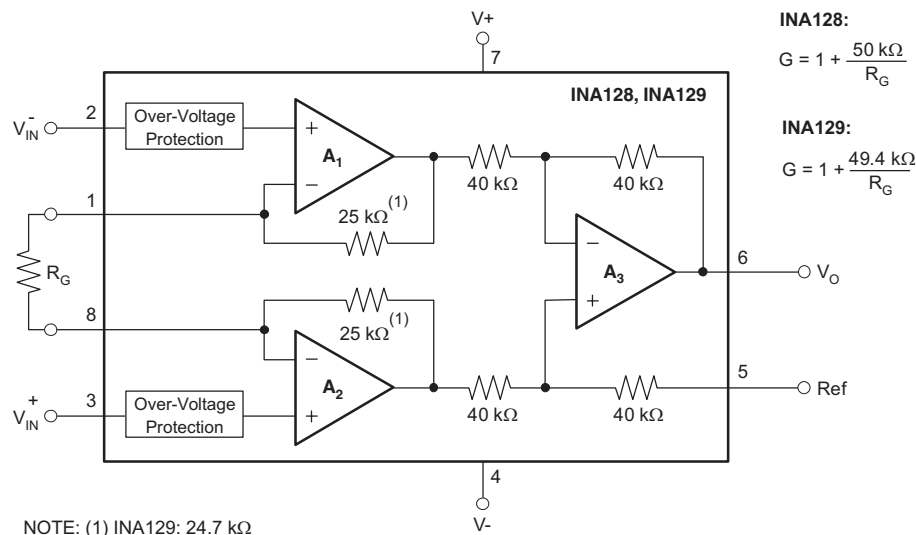 V+
7
INA128:
G = 1 + 50 kΩ / R_G
INA128, INA129
INA129:
G = 1 + 49.4 kΩ / R_G
V_IN^-
2
Over-Voltage
Protection
+
A1
−
40 kΩ
40 kΩ
1
25 kΩ(1)
R_G
−
A3
+
6
V_O
8
25 kΩ(1)
−
A2
+
5
Ref
V_IN^+
3
Over-Voltage
Protection
40 kΩ
40 kΩ
4
V-
NOTE: (1) INA129: 24.7 kΩ